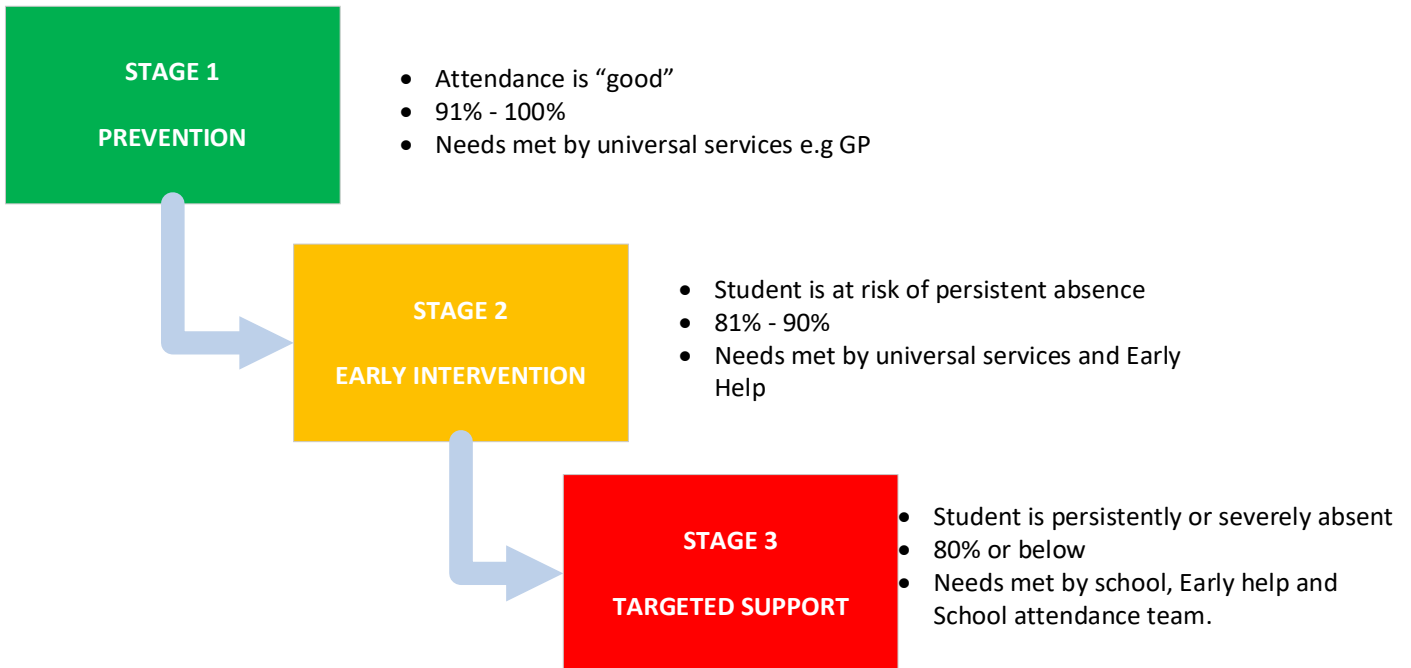 STAGE 1
PREVENTION
• Attendance is “good”
• 91% - 100%
• Needs met by universal services e.g GP
STAGE 2
EARLY INTERVENTION
• Student is at risk of persistent absence
• 81% - 90%
• Needs met by universal services and Early
Help
STAGE 3
TARGETED SUPPORT
• Student is persistently or severely absent
• 80% or below
• Needs met by school, Early help and
School attendance team.